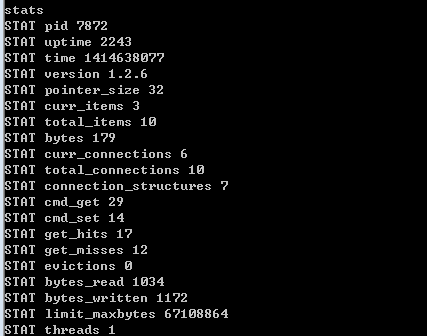 stats
STAT pid 7872
STAT uptime 2243
STAT time 1414638077
STAT version 1.2.6
STAT pointer_size 32
STAT curr_items 3
STAT total_items 10
STAT bytes 179
STAT curr_connections 6
STAT total_connections 10
STAT connection_structures 7
STAT cmd_get 29
STAT cmd_set 14
STAT get_hits 17
STAT get_misses 12
STAT evictions 0
STAT bytes_read 1034
STAT bytes_written 1172
STAT limit_maxbytes 67108864
STAT threads 1